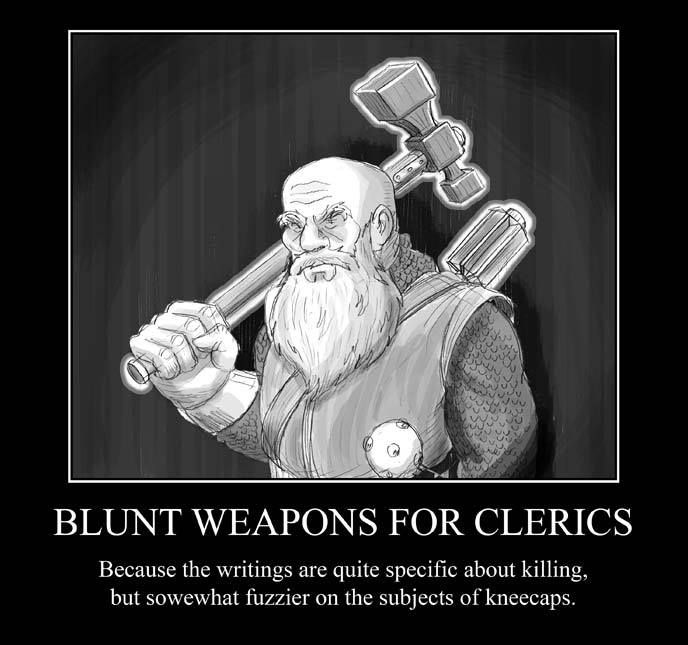 BLUNT WEAPONS FOR CLERICS
Because the writings are quite specific about killing,
but sowewhat fuzzier on the subjects of kneecaps.